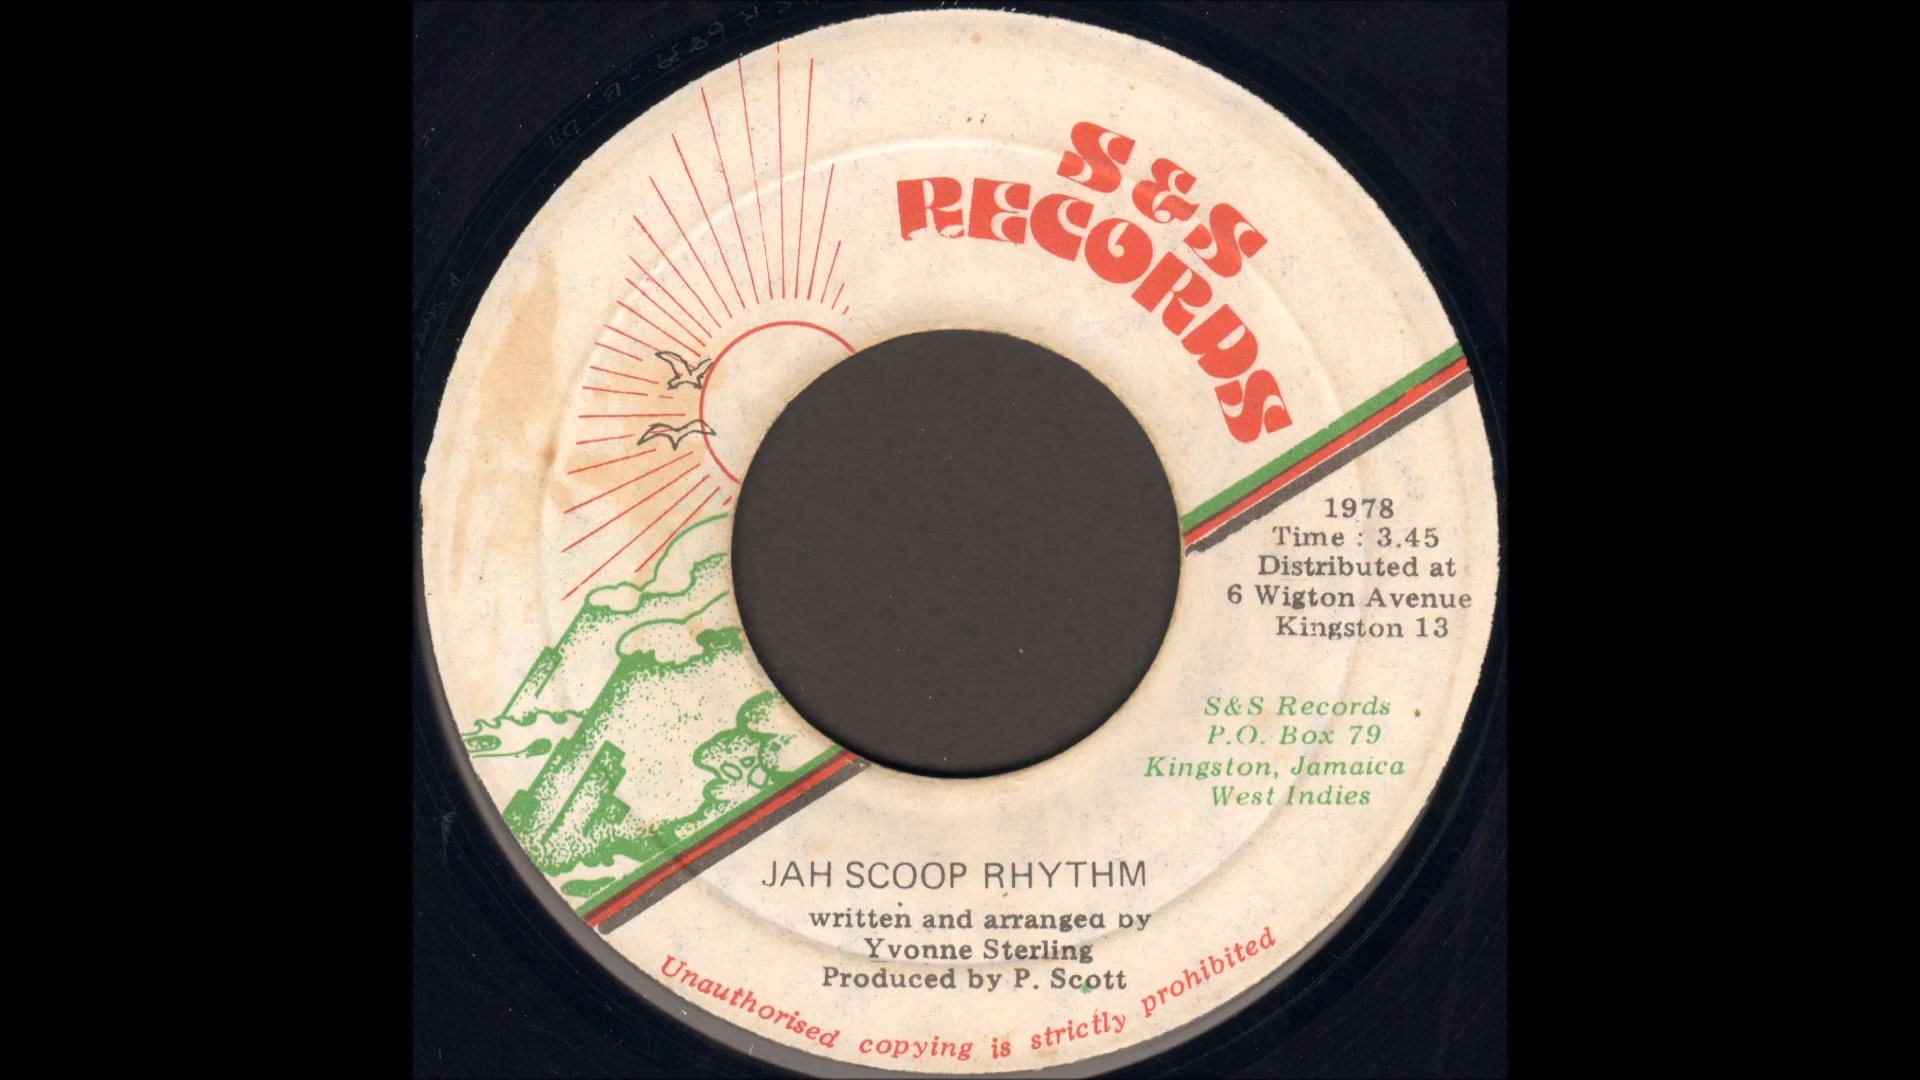 S&S
RECORDS
1978
Time : 3.45
Distributed at
6 Wigton Avenue
Kingston 13
S&S Records
P.O. Box 79
Kingston, Jamaica
West Indies
JAH SCOOP RHYTHM
written and arranged by
Yvonne Sterling
Produced by P. Scott
Unauthorised copying is strictly prohibited